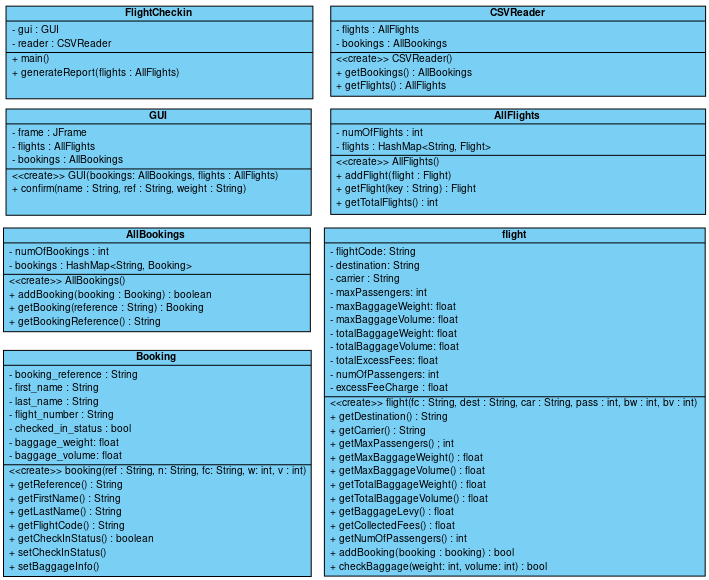 FlightCheckin
- gui : GUI
- reader : CSVReader
+ main()
+ generateReport(flights : AllFlights)
CSVReader
- flights : AllFlights
- bookings : AllBookings
<<create>> CSVReader()
+ getBookings() : AllBookings
+ getFlights() : AllFlights
GUI
- frame : JFrame
- flights : AllFlights
- bookings : AllBookings
<<create>> GUI(bookings: AllBookings, flights : AllFlights)
+ confirm(name : String, ref : String, weight : String)
AllFlights
- numOfFlights : int
- flights : HashMap<String, Flight>
<<create>> AllFlights()
+ addFlight(flight : Flight)
+ getFlight(key : String) : Flight
+ getTotalFlights() : int
AllBookings
- numOfBookings : int
- bookings : HashMap<String, Booking>
<<create>> AllBookings()
+ addBooking(booking : Booking) : boolean
+ getBooking(reference : String) : Booking
+ getBookingReference() : String
flight
- flightCode: String
- destination: String
- carrier : String
- maxPassengers: int
- maxBaggageWeight: float
- maxBaggageVolume: float
- totalBaggageWeight: float
- totalBaggageVolume: float
- totalExcessFees: float
- numOfPassengers: int
- excessFeeCharge : float
<<create>> flight(fc : String, dest : String, car : String, pass : int, bw : int, bv : int)
+ getDestination() : String
+ getCarrier() : String
+ getMaxPassengers() ; int
+ getMaxBaggageWeight() : float
+ getMaxBaggageVolume() : float
+ getTotalBaggageWeight() : float
+ getTotalBaggageVolume() : float
+ getBaggageLevy() : float
+ getCollectedFees() : float
+ getNumOfPassengers() : int
+ addBooking(booking : booking) : bool
+ checkBaggage(weight: int, volume: int) : bool
Booking
- booking_reference : String
- first_name : String
- last_name : String
- flight_number : String
- checked_in_status : bool
- baggage_weight: float
- baggage_volume: float
<<create>> booking(ref : String, n: String, fc: String, w: int, v : int)
+ getReference() : String
+ getFirstName() : String
+ getLastName() : String
+ getFlightCode() : String
+ getCheckInStatus() : boolean
+ setCheckInStatus()
+ setBaggageInfo()